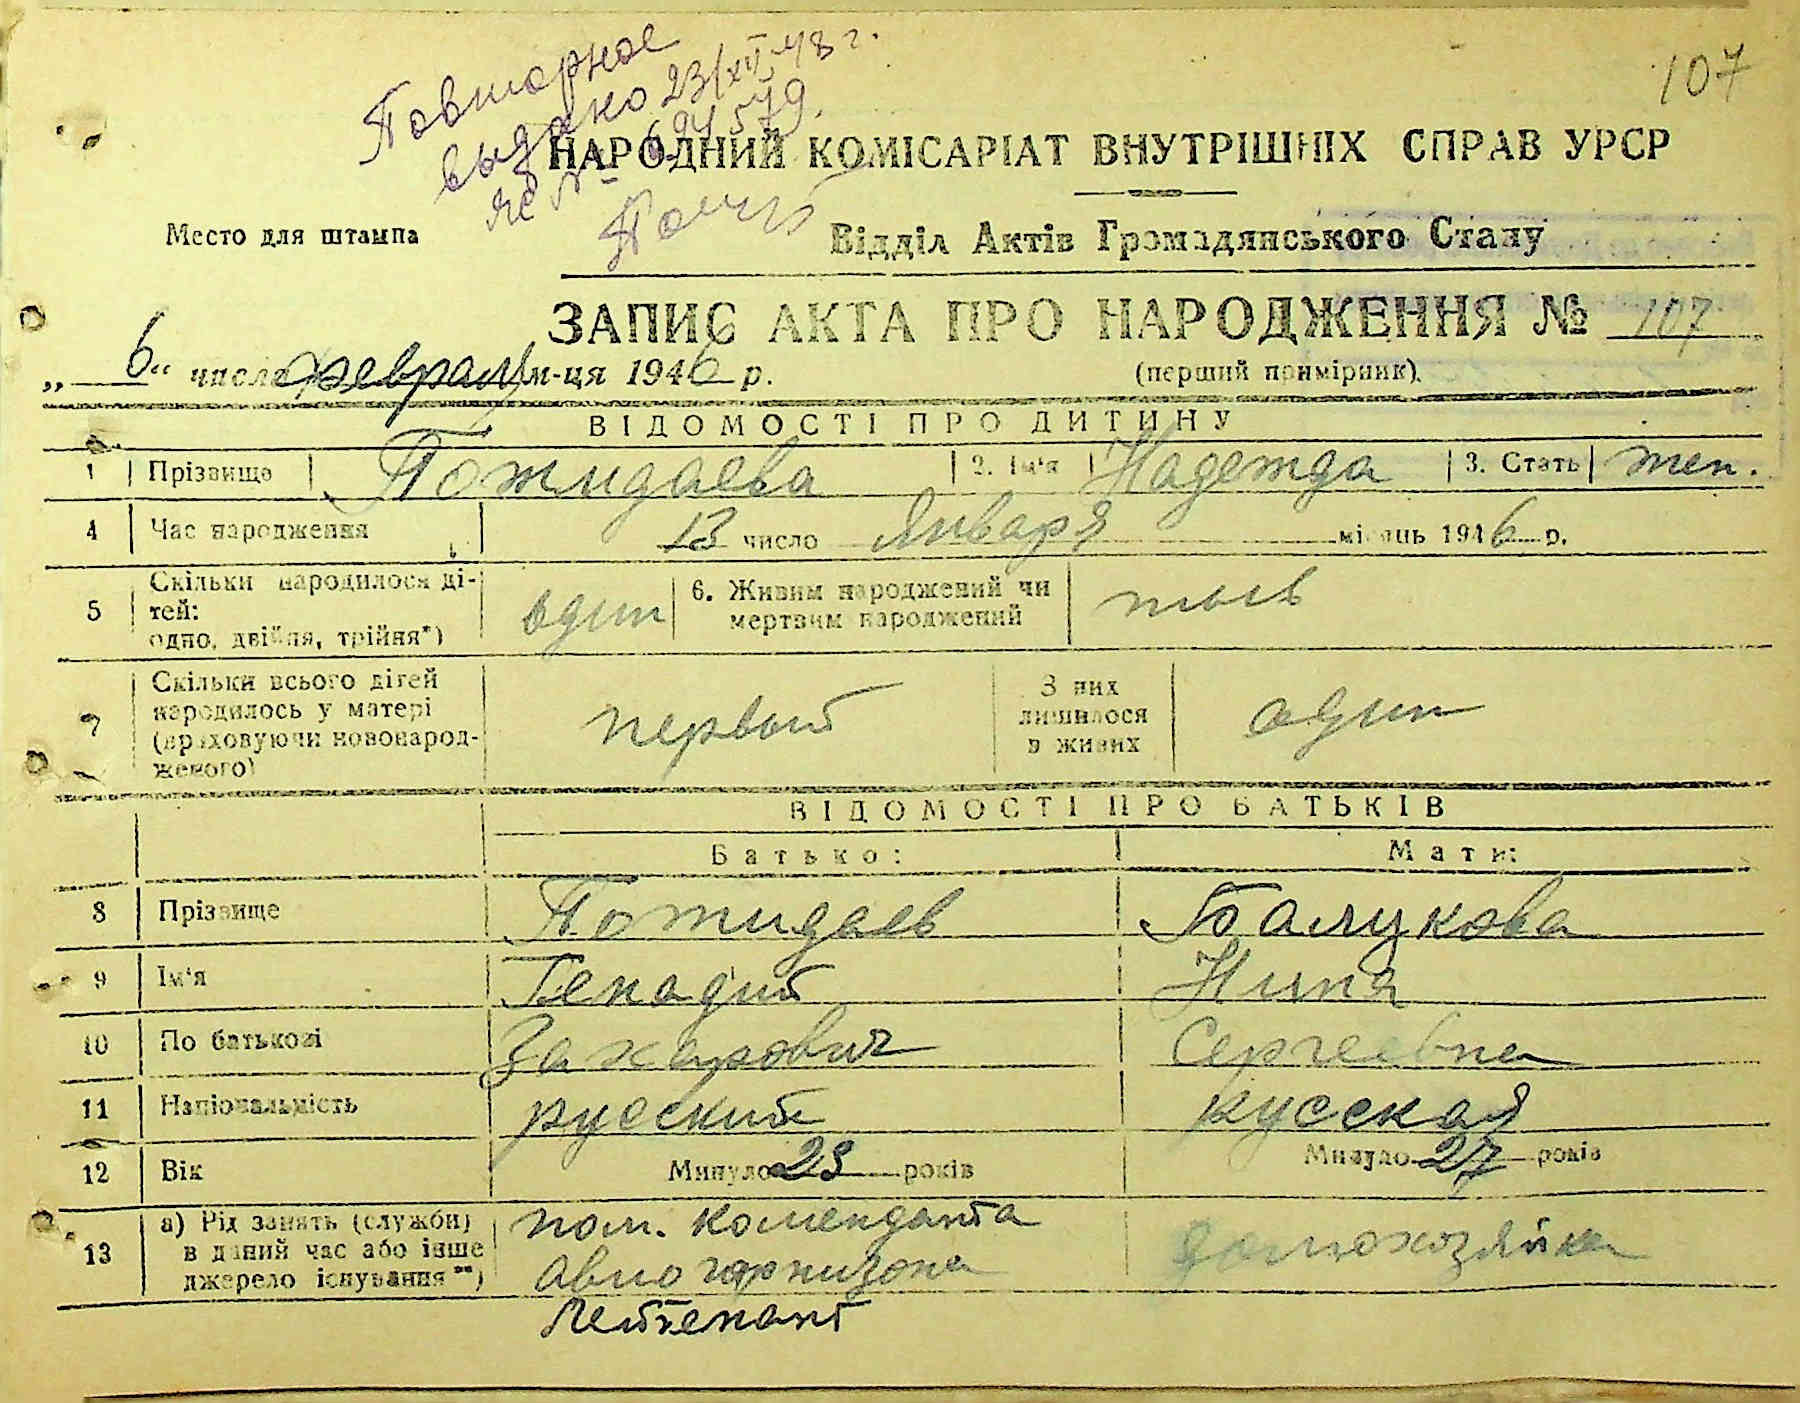 Повторное
выдано 23/XII 48 г.
ЯС № 694579.
107
НАРОДНИЙ КОМІСАРІАТ ВНУТРІШНІХ СПРАВ УРСР
Место для штампа
Відділ Актів Громадянського Стану
ЗАПИС АКТА ПРО НАРОДЖЕННЯ № 107
„ 6 “ числа февраля м-ця 1946 р. (перший примірник).
ВІДОМОСТІ ПРО ДИТИНУ
1 Прізвище Пожидаева 2. Ім'я Надежда 3. Стать жен.
4 Час народження 13 число Января місяць 1946 р.
5 Скільки народилося ді-
тей:
одно, двійня, трійня*) один
6. Живим народжений чи
мертвим народжений
7 Скільки всього дітей
народилось у матері
(враховуючи новонарод-
женого) первый
З них
лишилося
в живих один
ВІДОМОСТІ ПРО БАТЬКІВ
Батько: Мати:
8 Прізвище Пожидаев Балукова
9 Ім'я Генадий Нина
10 По батькові Захарович Сергеевна
11 Національність русский русская
12 Вік Минуло 23 років Минуло 27 років
13 а) Рід занять (служби)
в даний час або інше
джерело існування**)
пом. коменданта
авиогарнизона
Лейтенант
домохозяйка